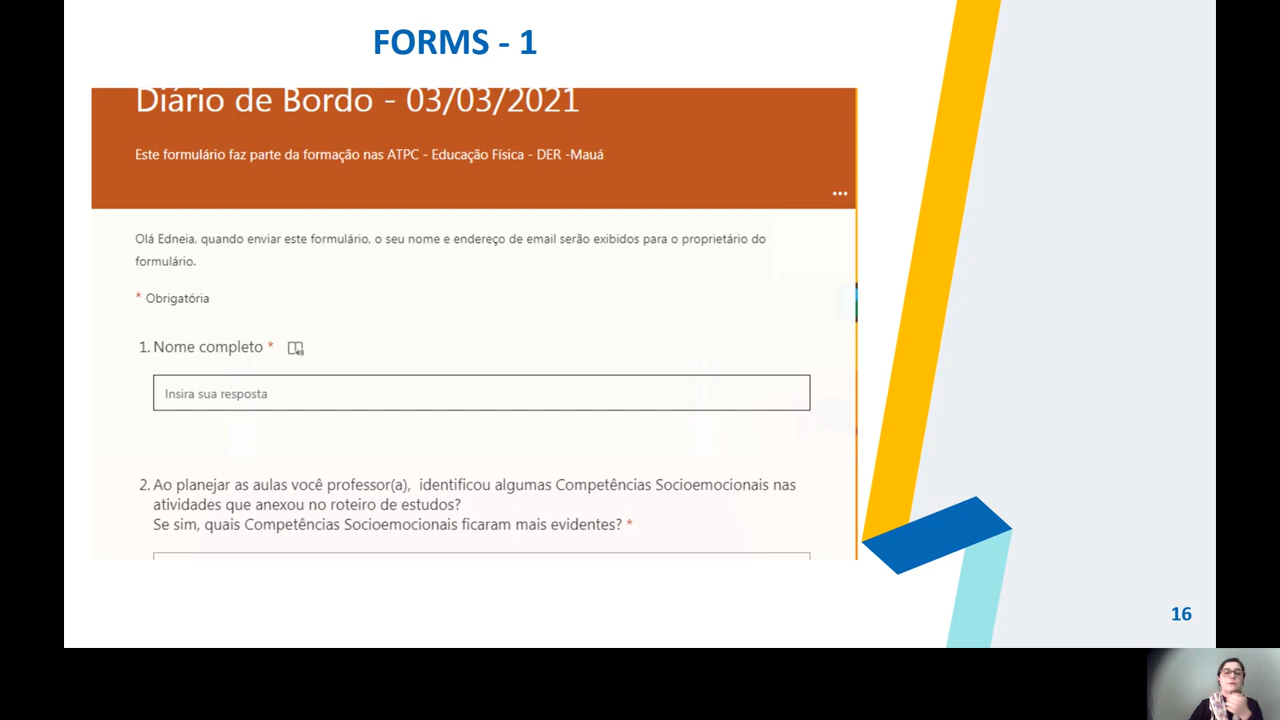 FORMS - 1
Diário de Bordo - 03/03/2021
Este formulário faz parte da formação nas ATPC - Educação Física - DER -Mauá
...
Olá Edneia, quando enviar este formulário, o seu nome e endereço de email serão exibidos para o proprietário do
formulário.
* Obrigatória
1. Nome completo *
Insira sua resposta
2. Ao planejar as aulas você professor(a), identificou algumas Competências Socioemocionais nas
atividades que anexou no roteiro de estudos?
Se sim, quais Competências Socioemocionais ficaram mais evidentes? *
16